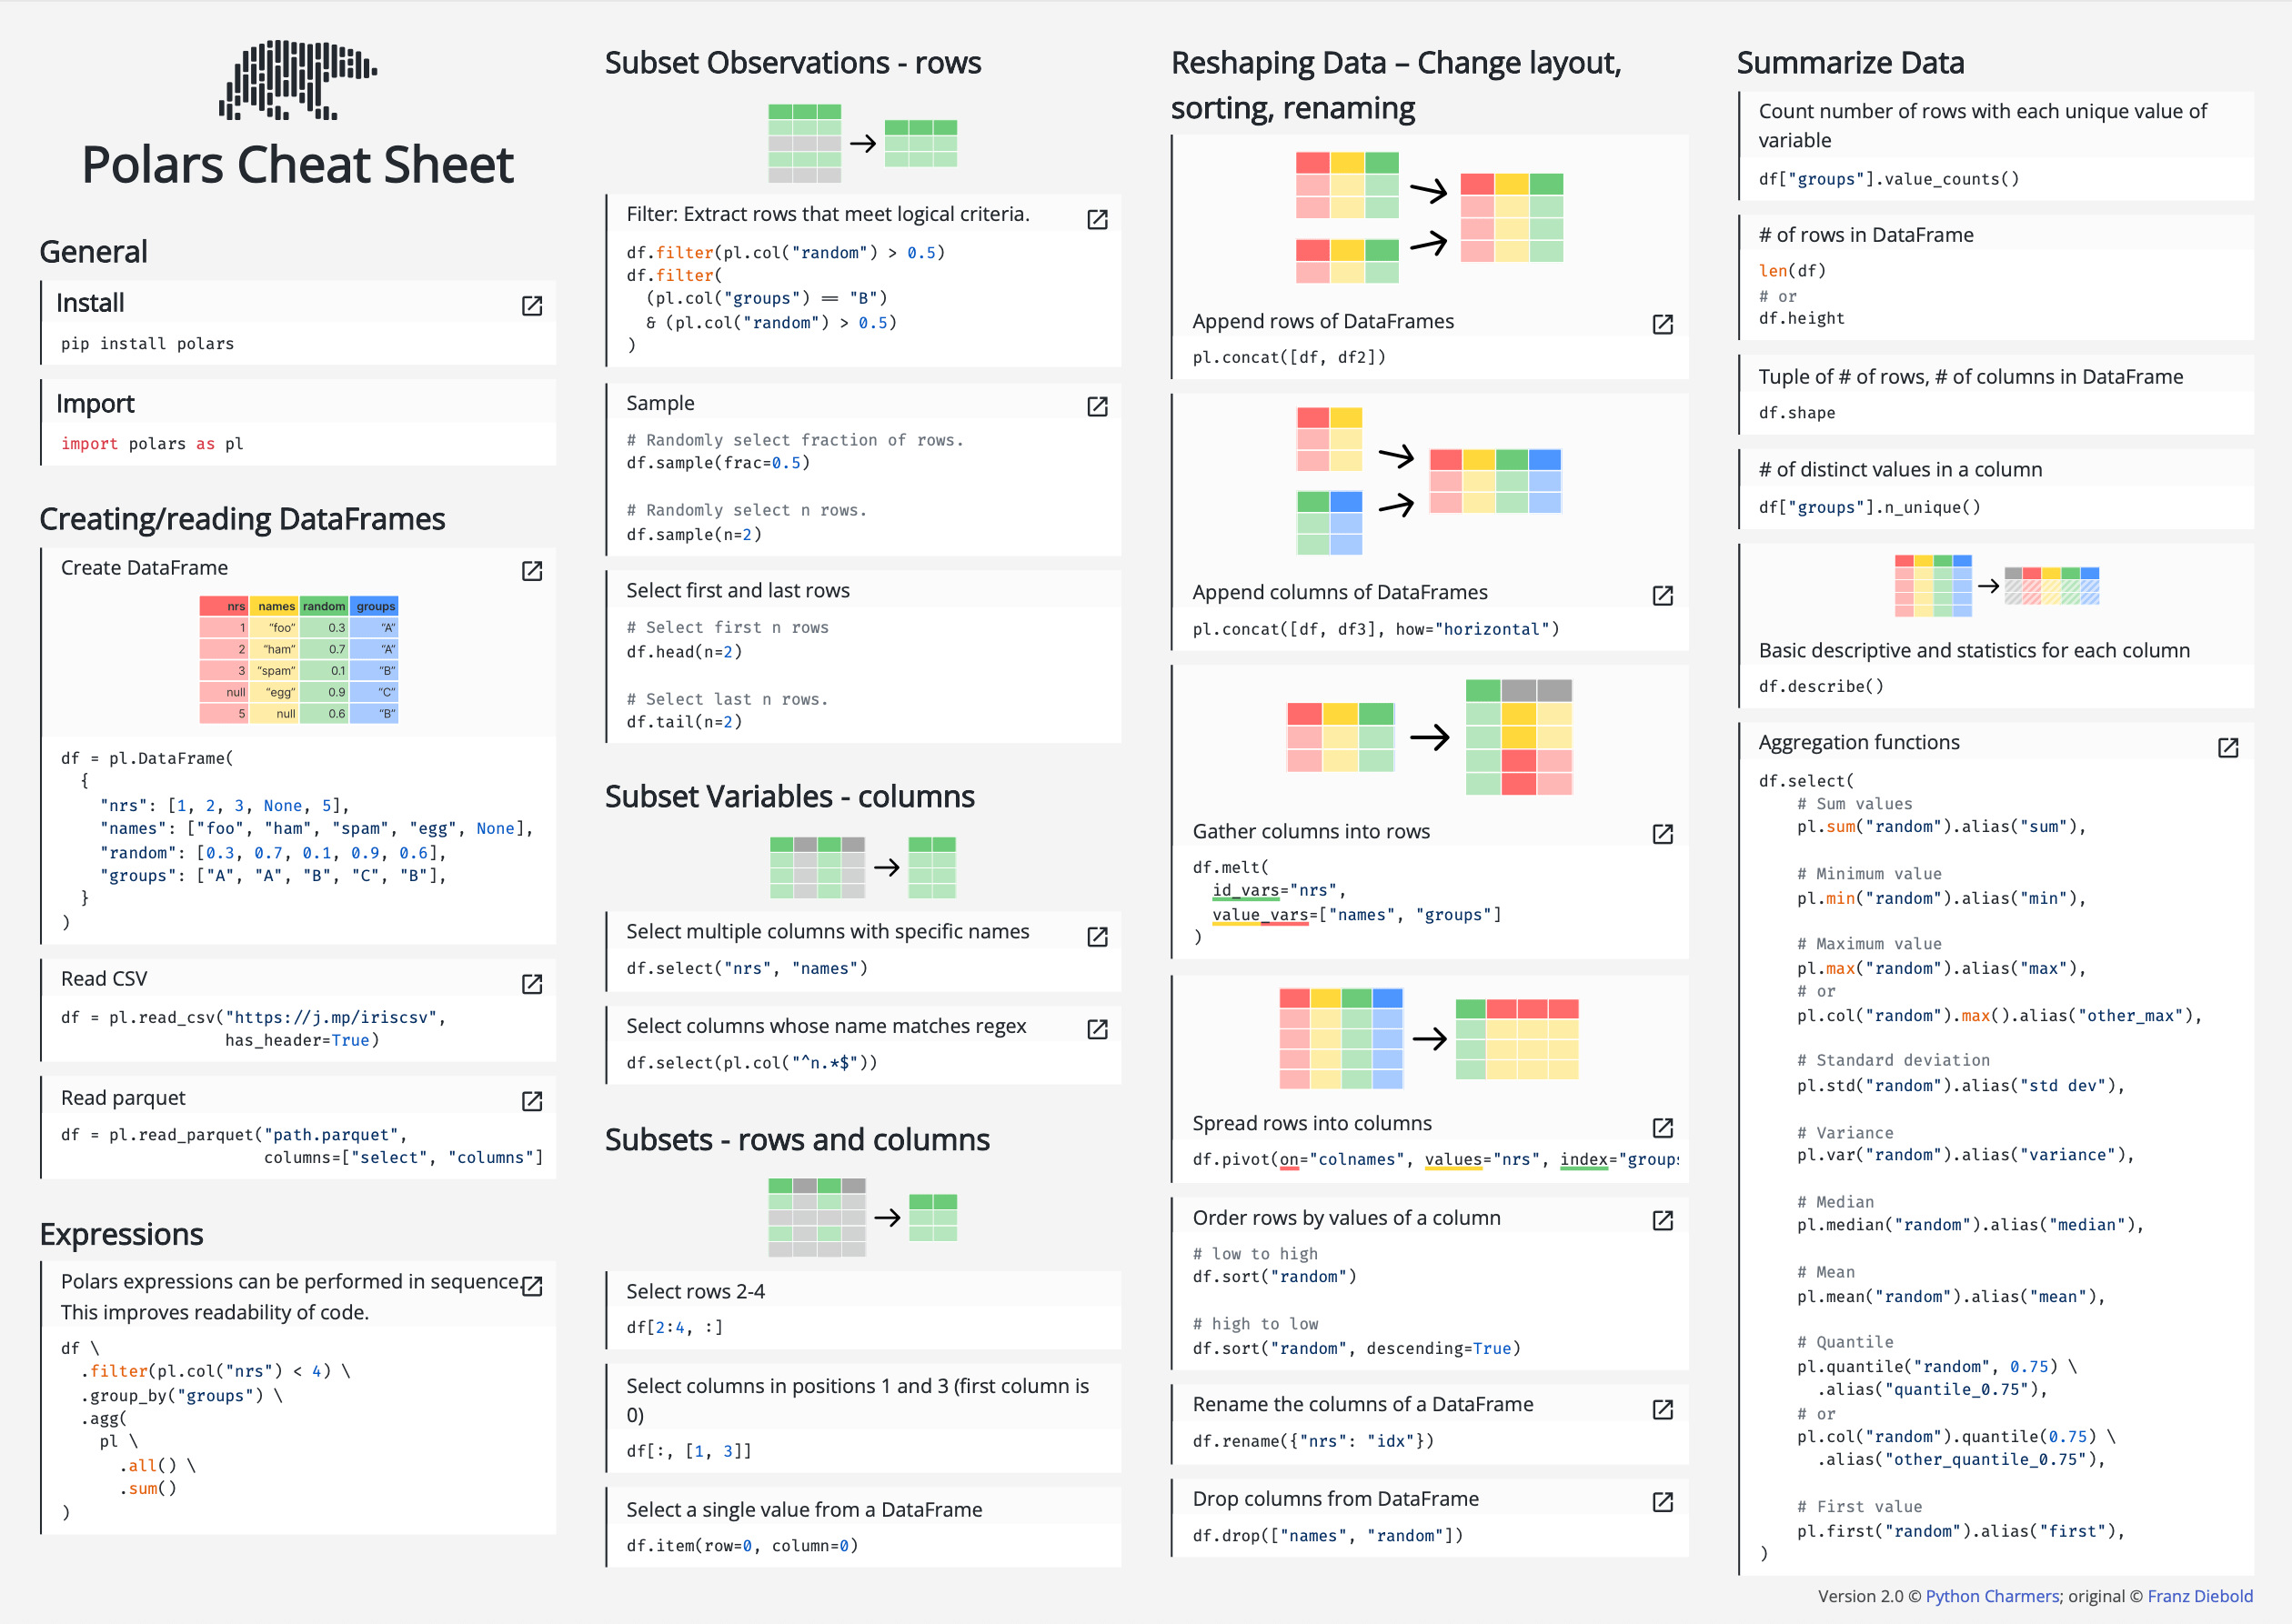 Polars Cheat Sheet
General
Install
pip install polars
Import
import polars as pl
Creating/reading DataFrames
Create DataFrame
nrs names random groups
1 “foo” 0.3 “A”
2 “ham” 0.7 “A”
3 “spam” 0.1 “B”
null “egg” 0.9 “C”
5 null 0.6 “B”
df = pl.DataFrame(
{
"nrs": [1, 2, 3, None, 5],
"names": ["foo", "ham", "spam", "egg", None],
"random": [0.3, 0.7, 0.1, 0.9, 0.6],
"groups": ["A", "A", "B", "C", "B"],
}
)
Read CSV
df = pl.read_csv("https://j.mp/iriscsv",
has_header=True)
Read parquet
df = pl.read_parquet("path.parquet",
columns=["select", "columns"]
Expressions
Polars expressions can be performed in sequence.
This improves readability of code.
df \
.filter(pl.col("nrs") < 4) \
.group_by("groups") \
.agg(
pl \
.all() \
.sum()
)
Subset Observations - rows
Filter: Extract rows that meet logical criteria.
df.filter(pl.col("random") > 0.5)
df.filter(
(pl.col("groups") == "B")
& (pl.col("random") > 0.5)
)
Sample
# Randomly select fraction of rows.
df.sample(frac=0.5)
# Randomly select n rows.
df.sample(n=2)
Select first and last rows
# Select first n rows
df.head(n=2)
# Select last n rows.
df.tail(n=2)
Subset Variables - columns
Select multiple columns with specific names
df.select("nrs", "names")
Select columns whose name matches regex
df.select(pl.col("^n.*$"))
Subsets - rows and columns
Select rows 2-4
df[2:4, :]
Select columns in positions 1 and 3 (first column is
0)
df[:, [1, 3]]
Select a single value from a DataFrame
df.item(row=0, column=0)
Reshaping Data – Change layout,
sorting, renaming
Append rows of DataFrames
pl.concat([df, df2])
Append columns of DataFrames
pl.concat([df, df3], how="horizontal")
Gather columns into rows
df.melt(
id_vars="nrs",
value_vars=["names", "groups"]
)
Spread rows into columns
df.pivot(on="colnames", values="nrs", index="groups
Order rows by values of a column
# low to high
df.sort("random")
# high to low
df.sort("random", descending=True)
Rename the columns of a DataFrame
df.rename({"nrs": "idx"})
Drop columns from DataFrame
df.drop(["names", "random"])
Summarize Data
Count number of rows with each unique value of
variable
df["groups"].value_counts()
# of rows in DataFrame
len(df)
# or
df.height
Tuple of # of rows, # of columns in DataFrame
df.shape
# of distinct values in a column
df["groups"].n_unique()
Basic descriptive and statistics for each column
df.describe()
Aggregation functions
df.select(
# Sum values
pl.sum("random").alias("sum"),
# Minimum value
pl.min("random").alias("min"),
# Maximum value
pl.max("random").alias("max"),
# or
pl.col("random").max().alias("other_max"),
# Standard deviation
pl.std("random").alias("std dev"),
# Variance
pl.var("random").alias("variance"),
# Median
pl.median("random").alias("median"),
# Mean
pl.mean("random").alias("mean"),
# Quantile
pl.quantile("random", 0.75) \
.alias("quantile_0.75"),
# or
pl.col("random").quantile(0.75) \
.alias("other_quantile_0.75"),
# First value
pl.first("random").alias("first"),
)
Version 2.0 © Python Charmers; original © Franz Diebold